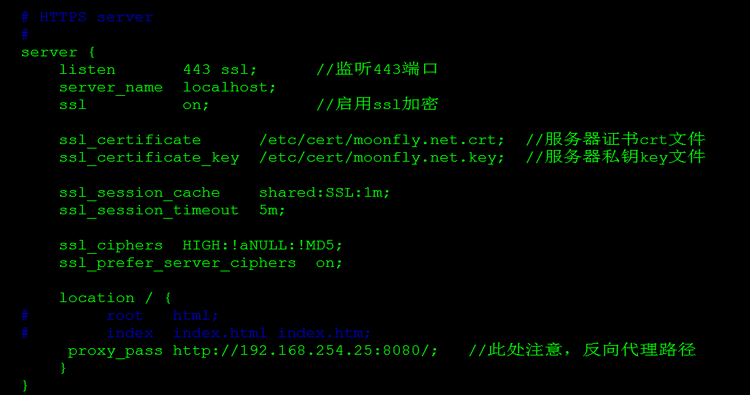 # HTTPS server
#
server {
    listen       443 ssl;      //监听443端口
    server_name  localhost;
    ssl          on;           //启用ssl加密
    ssl_certificate      /etc/cert/moonfly.net.crt;  //服务器证书crt文件
    ssl_certificate_key  /etc/cert/moonfly.net.key;  //服务器私钥key文件
    ssl_session_cache    shared:SSL:1m;
    ssl_session_timeout  5m;
    ssl_ciphers  HIGH:!aNULL:!MD5;
    ssl_prefer_server_ciphers  on;
    location / {
#        root   html;
#        index  index.html index.htm;
     proxy_pass http://192.168.254.25:8080/;   //此处注意，反向代理路径
    }
}